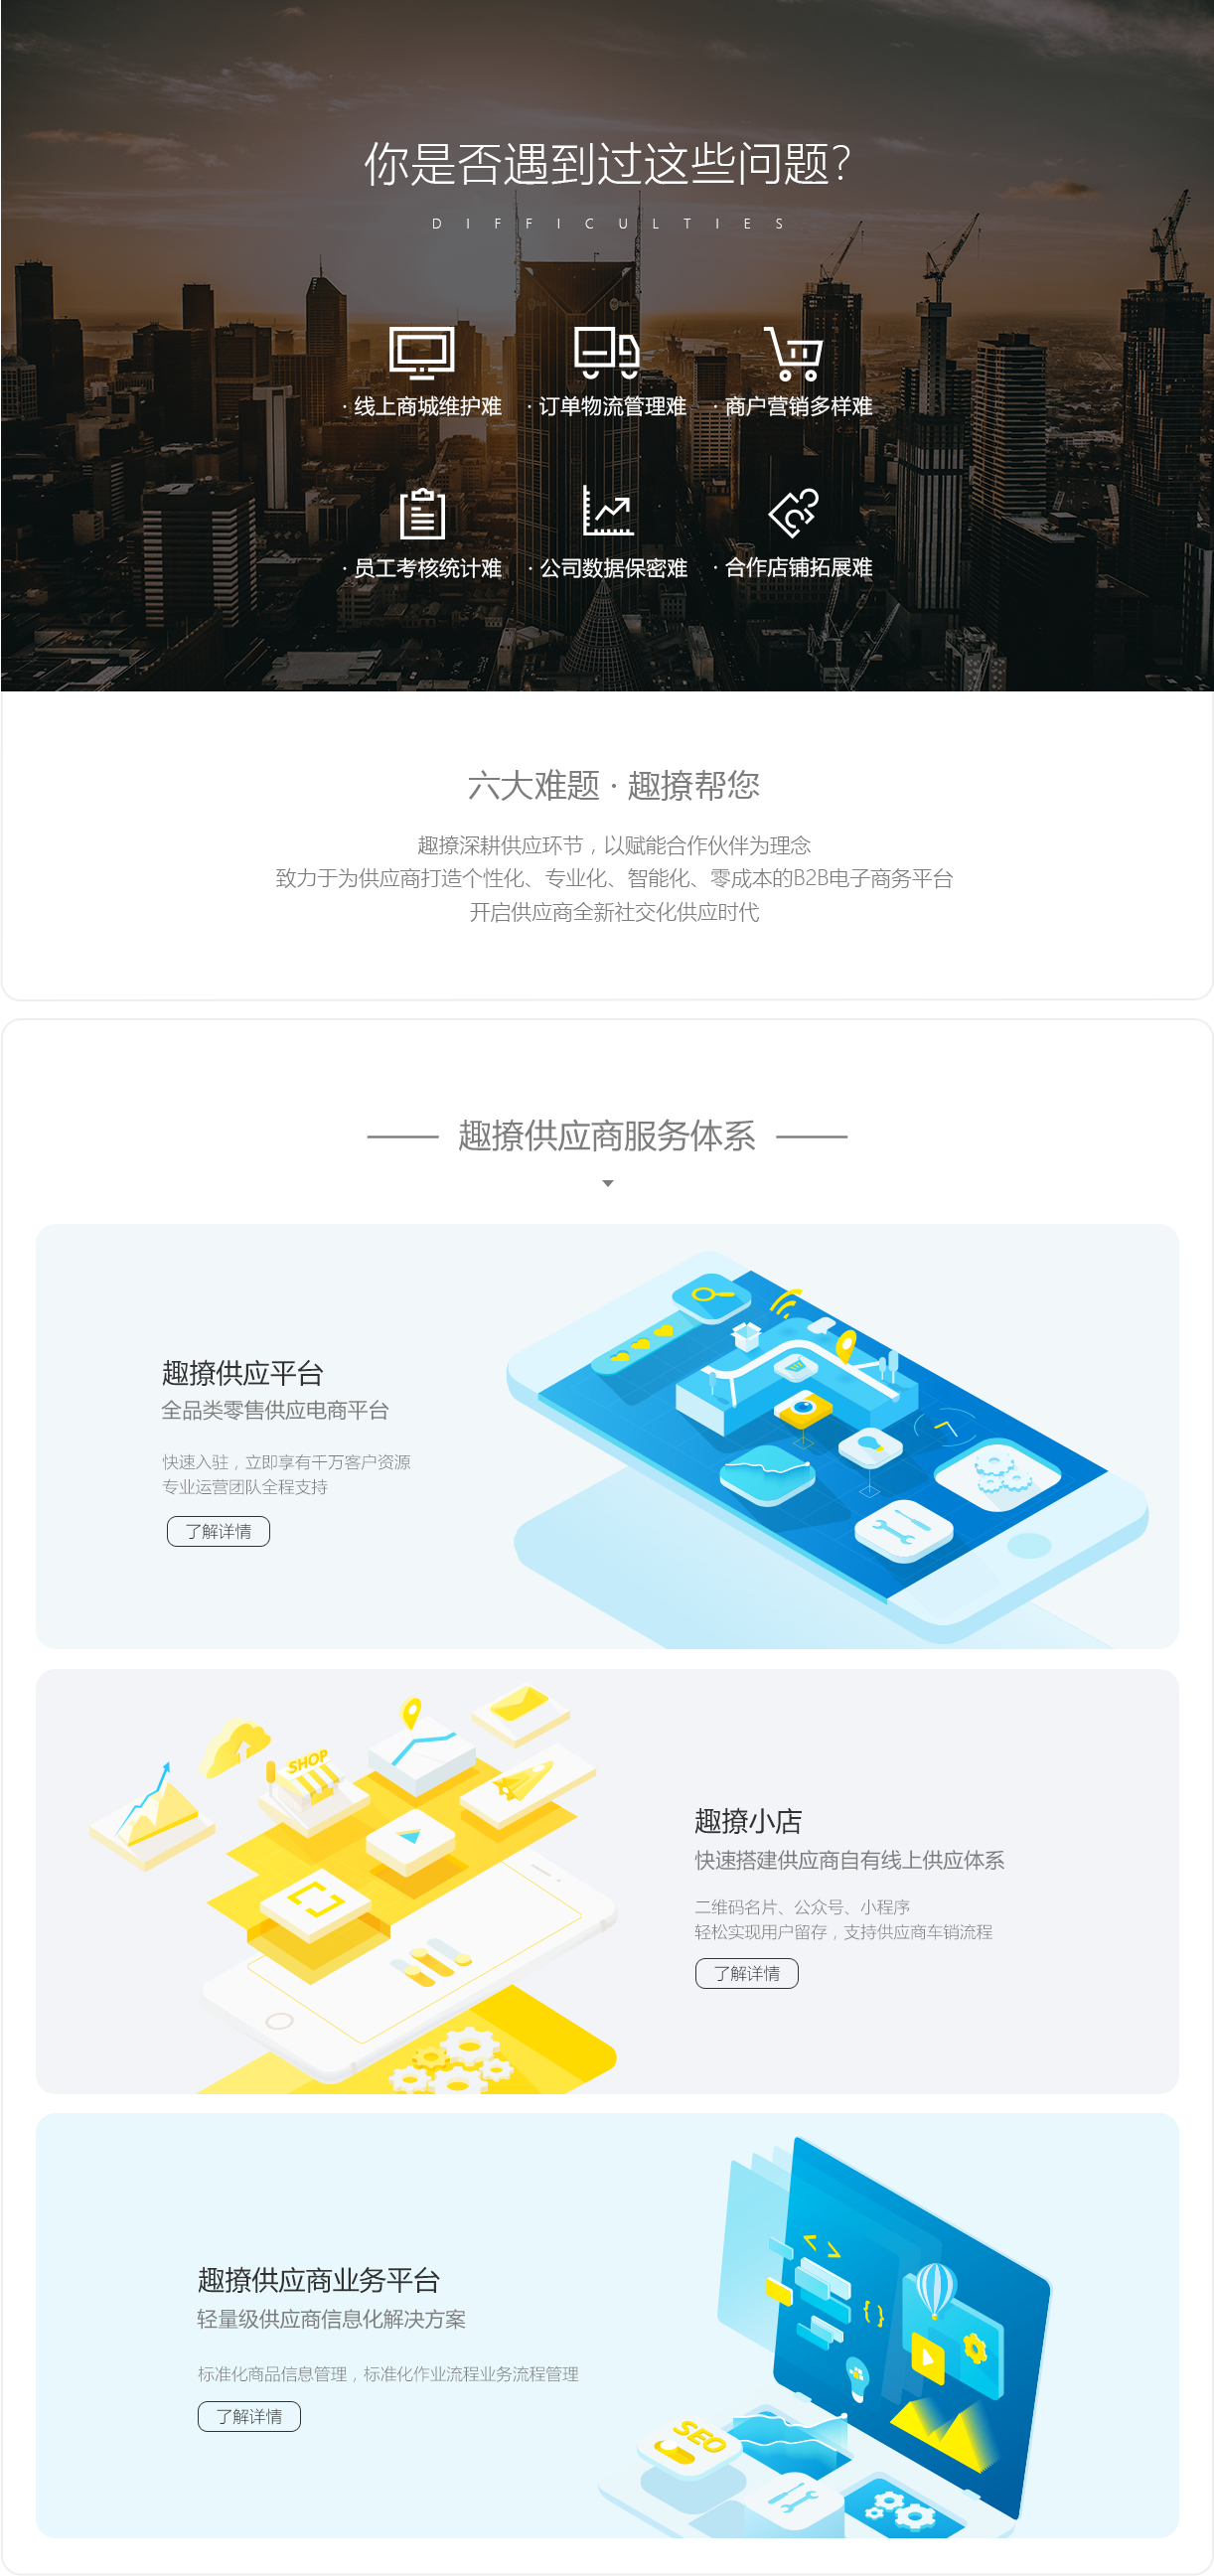 你是否遇到过这些问题?
DIFFICULTIES
· 线上商城维护难 · 订单物流管理难 · 商户营销多样难
· 员工考核统计难 · 公司数据保密难 · 合作店铺拓展难
六大难题 · 趣撩帮您
趣撩深耕供应环节，以赋能合作伙伴为理念
致力于为供应商打造个性化、专业化、智能化、零成本的B2B电子商务平台
开启供应商全新社交化供应时代
趣撩供应商服务体系
趣撩供应平台
全品类零售供应电商平台
快速入驻，立即享有千万客户资源
专业运营团队全程支持
了解详情
SHOP
趣撩小店
快速搭建供应商自有线上供应体系
二维码名片、公众号、小程序
轻松实现用户留存，支持供应商车销流程
了解详情
趣撩供应商业务平台
轻量级供应商信息化解决方案
标准化商品信息管理，标准化作业流程业务流程管理
了解详情
SEO